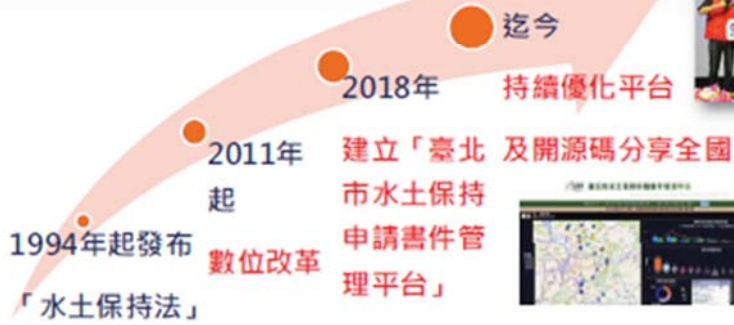 1994年起發布
「水土保持法」
2011年
起
數位改革
2018年
建立「臺北
市水土保持
申請書件管
理平台」
迄今
持續優化平台
及開源碼分享全國